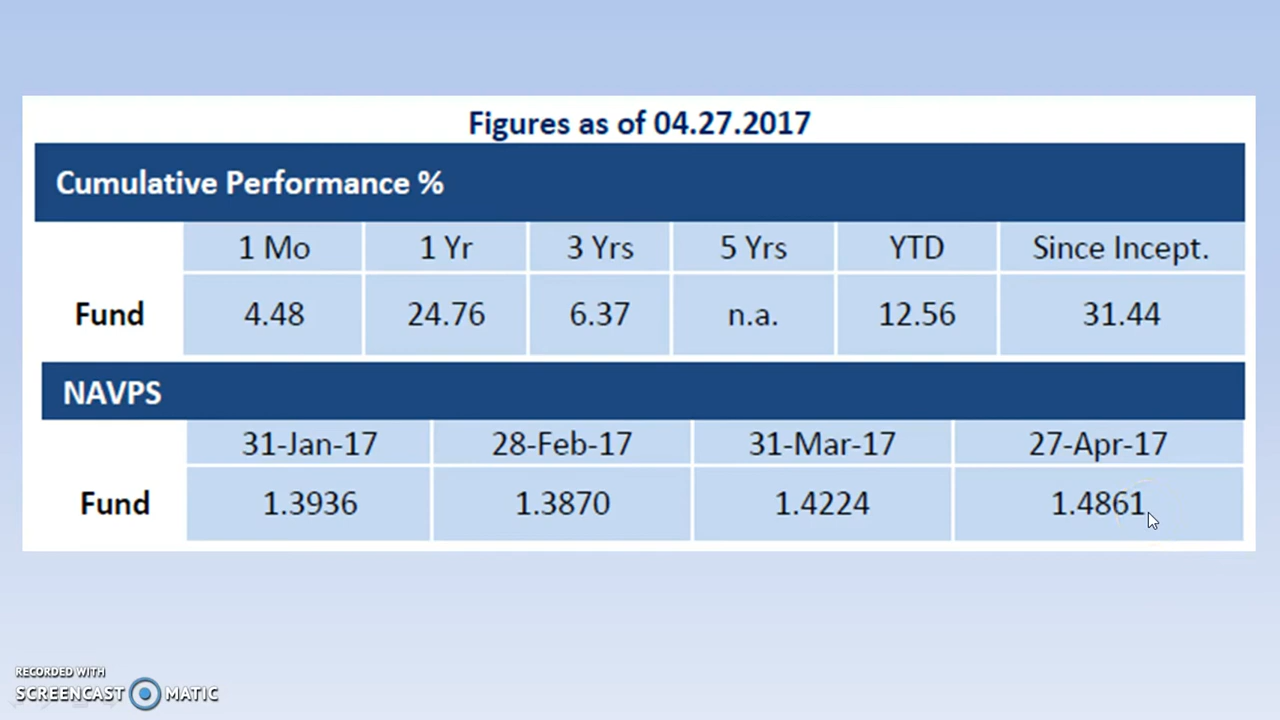 Figures as of 04.27.2017
Cumulative Performance %
1 Mo 1 Yr 3 Yrs 5 Yrs YTD Since Incept.
Fund 4.48 24.76 6.37 n.a. 12.56 31.44
NAVPS
31-Jan-17 28-Feb-17 31-Mar-17 27-Apr-17
Fund 1.3936 1.3870 1.4224 1.4861
RECORDED WITH
SCREENCAST MATIC